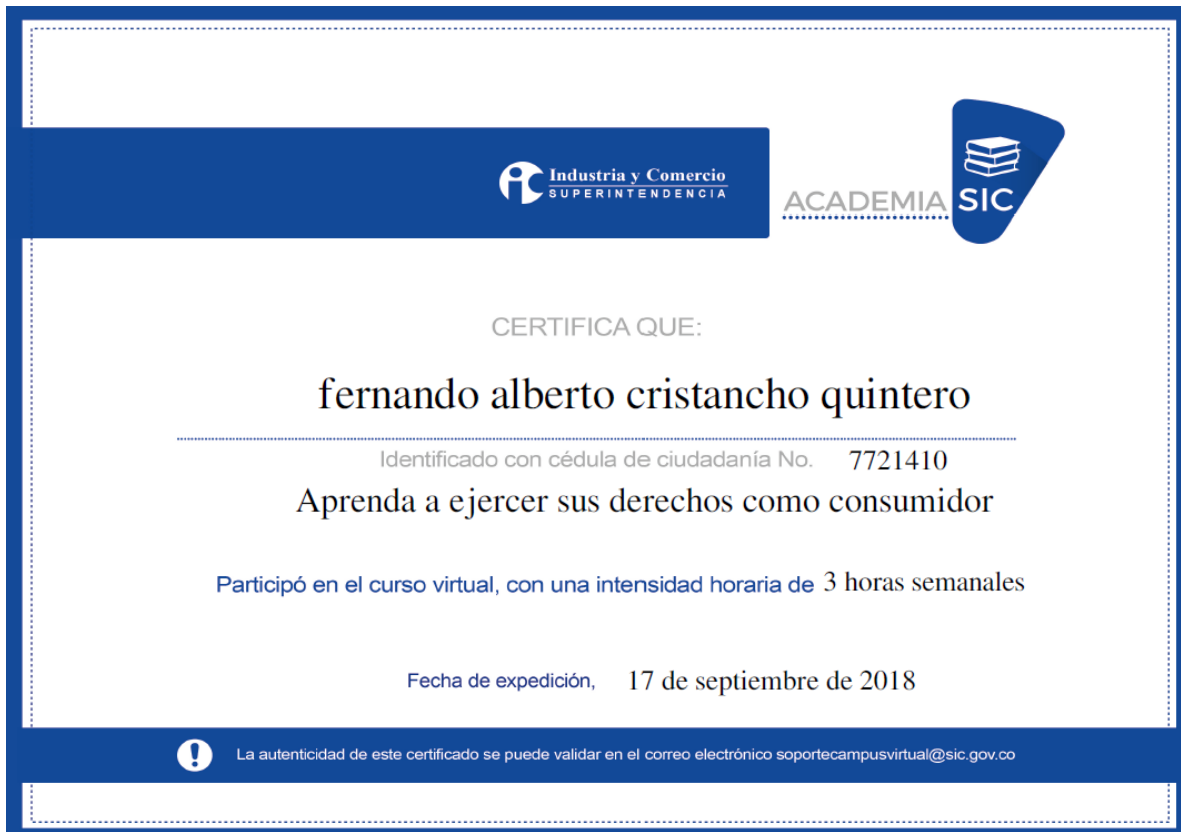 Industria y Comercio
SUPERINTENDENCIA
ACADEMIA SIC
CERTIFICA QUE:
fernando alberto cristancho quintero
Identificado con cédula de ciudadanía No. 7721410
Aprenda a ejercer sus derechos como consumidor
Participó en el curso virtual, con una intensidad horaria de 3 horas semanales
Fecha de expedición, 17 de septiembre de 2018
La autenticidad de este certificado se puede validar en el correo electrónico soportecampusvirtual@sic.gov.co